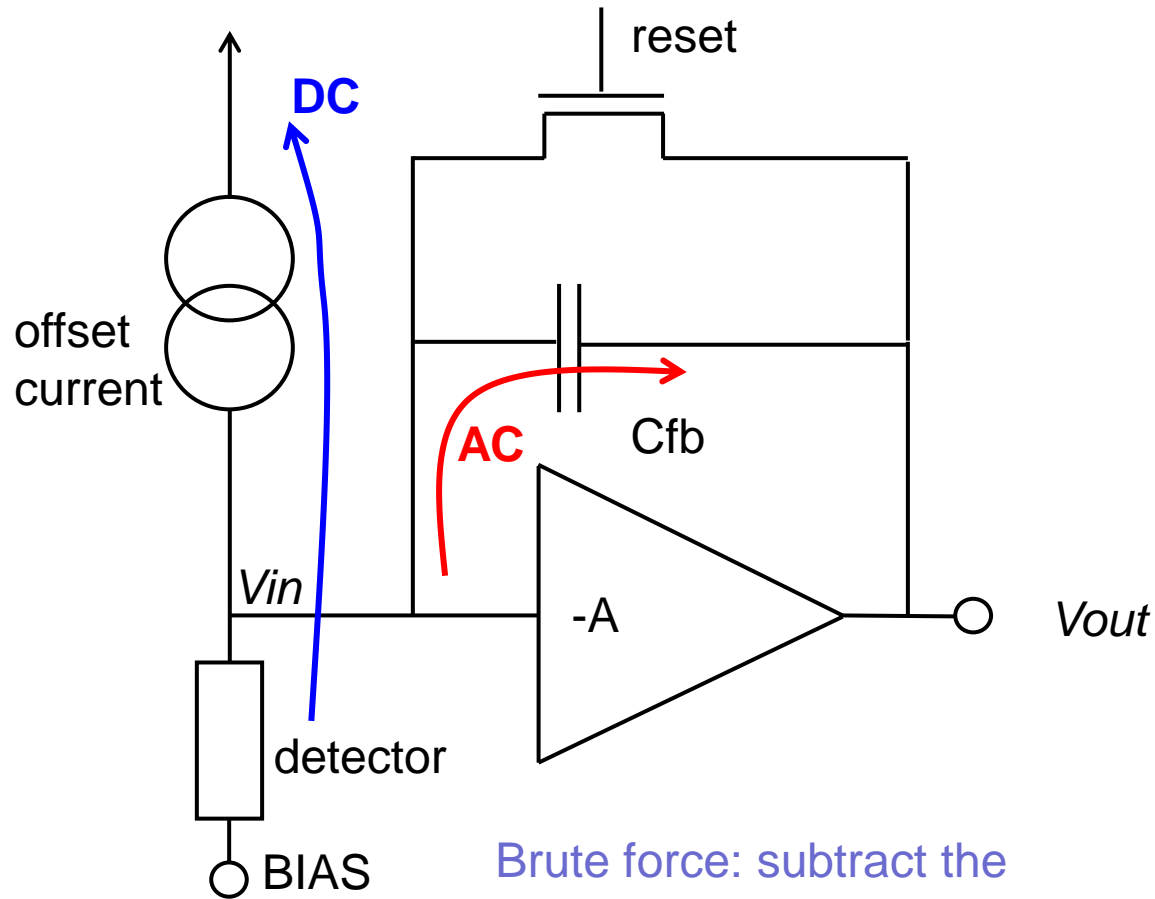 reset
DC
offset
current
AC
Cfb
Vin
-A
Vout
detector
BIAS
Brute force: subtract the